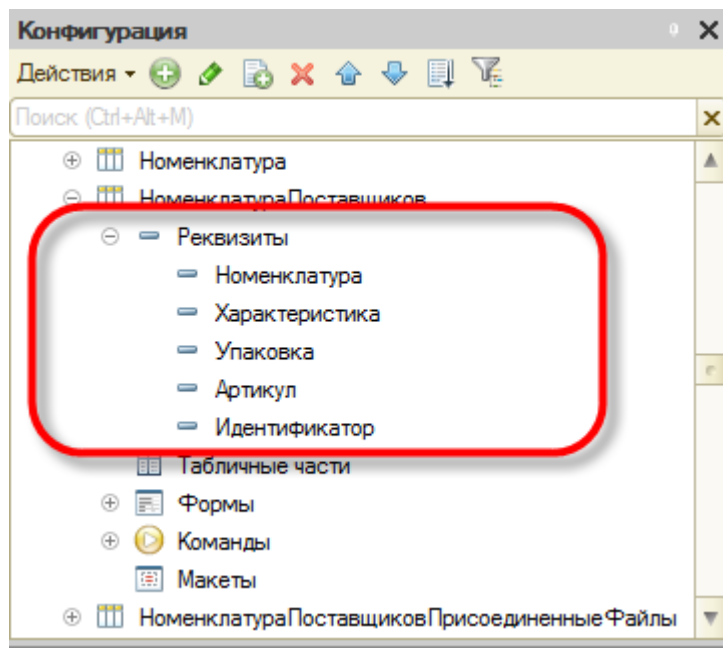 Конфигурация
Действия
Поиск (Ctrl+Alt+M)
Номенклатура
НоменклатураПоставщиков
Реквизиты
Номенклатура
Характеристика
Упаковка
Артикул
Идентификатор
Табличные части
Формы
Команды
Макеты
НоменклатураПоставщиковПрисоединенныеФайлы